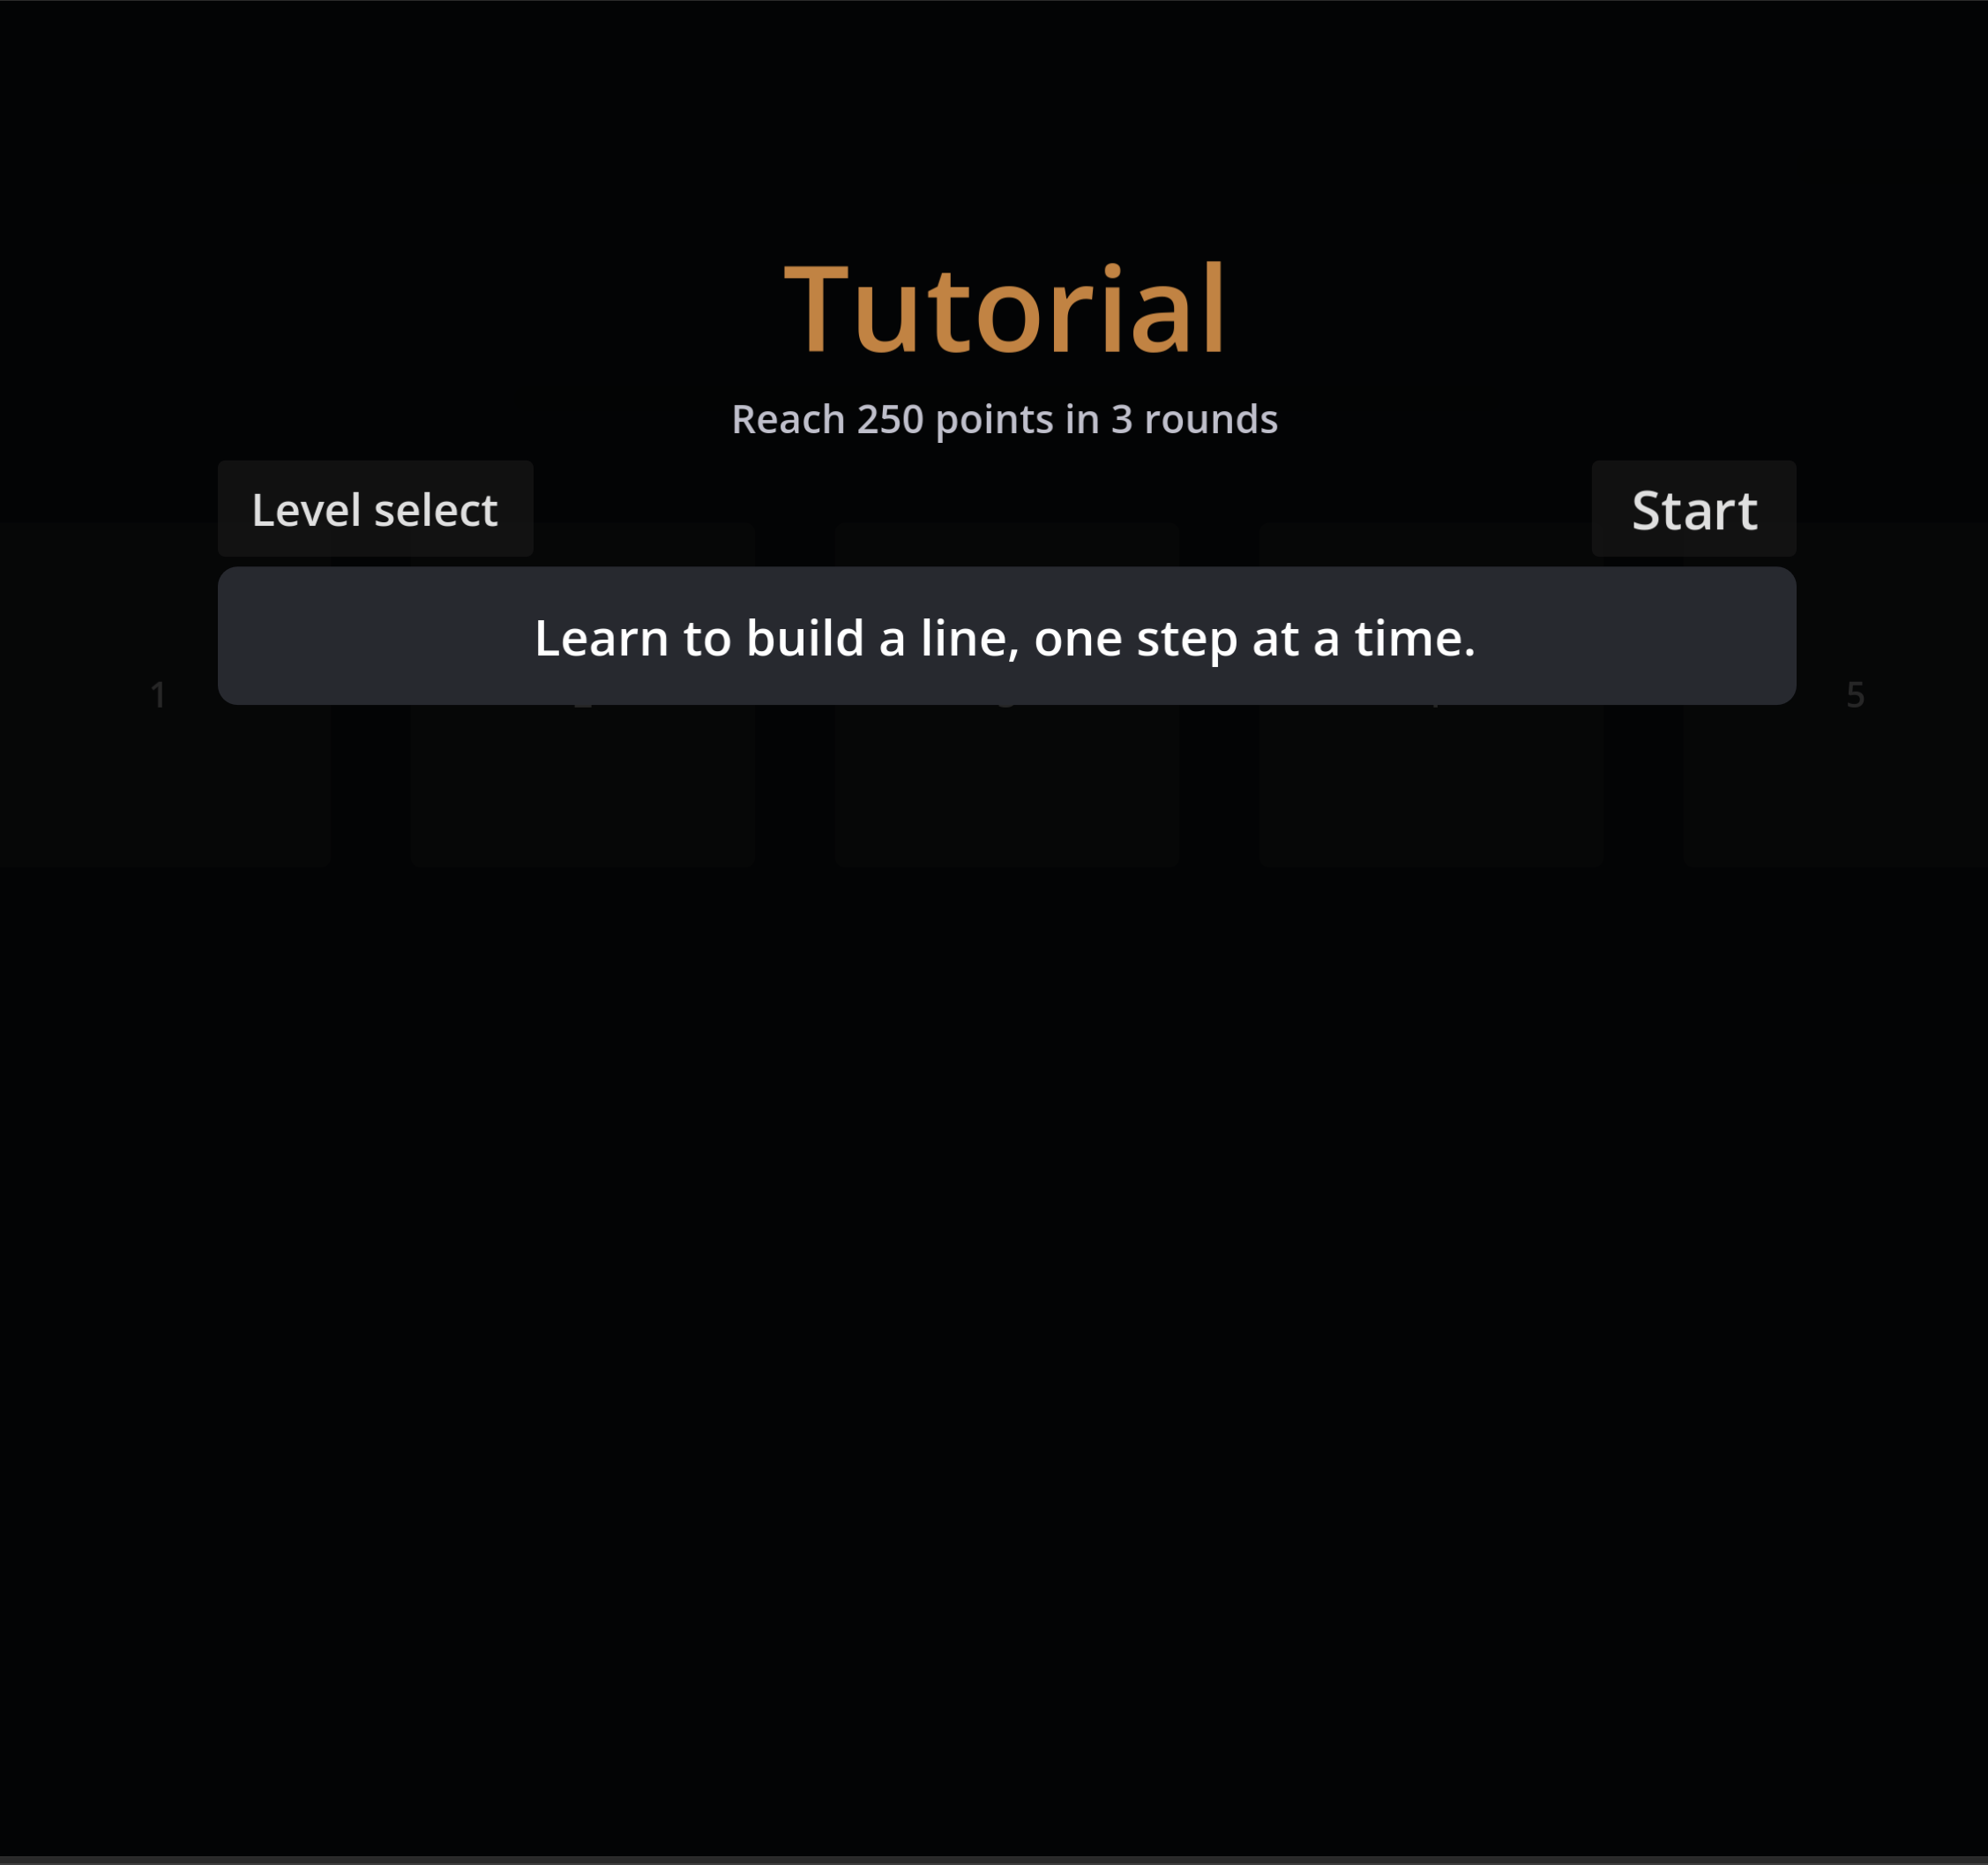 Tutorial
Reach 250 points in 3 rounds
Level select
Start
Learn to build a line, one step at a time.
1
5